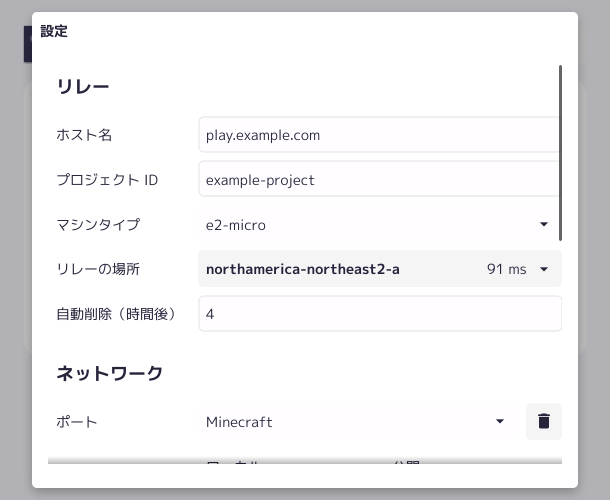 設定
リレー
ホスト名 play.example.com
プロジェクト ID example-project
マシンタイプ e2-micro
リレーの場所 northamerica-northeast2-a 91 ms
自動削除（時間後） 4
ネットワーク
ポート Minecraft